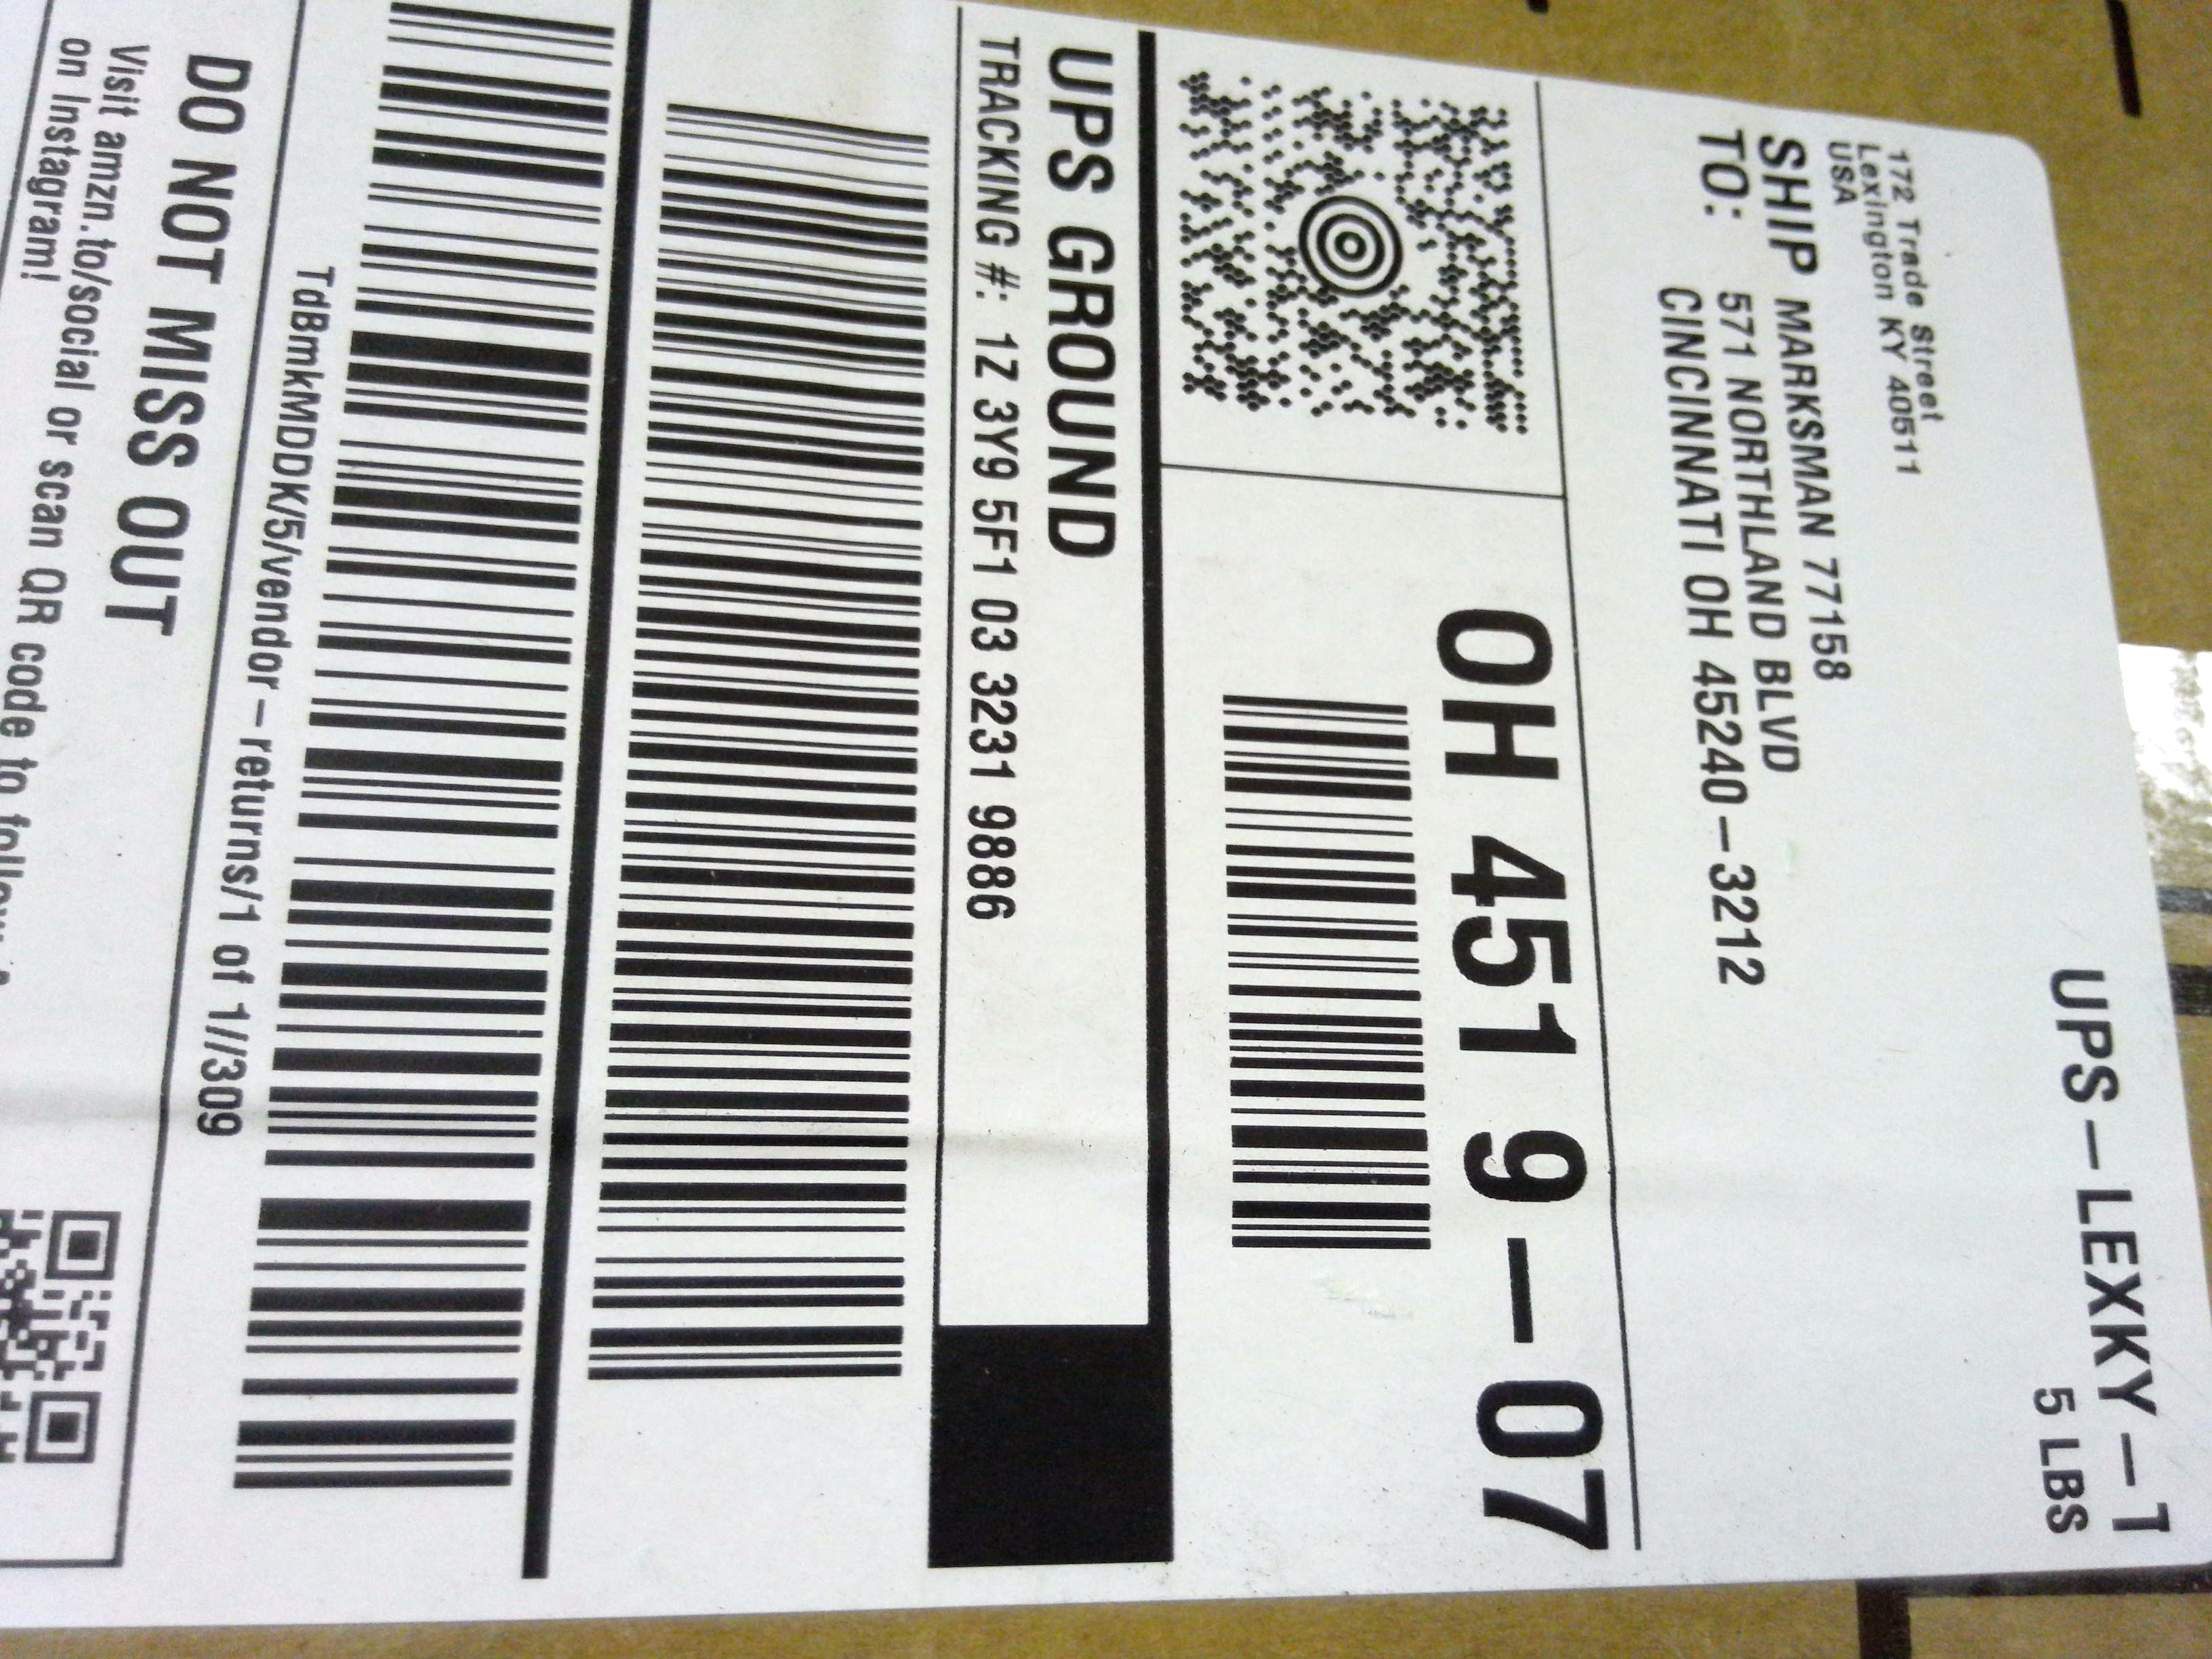 UPS-LEXKY-1
5 LBS
172 Trade Street
Lexington KY 40511
USA
SHIP MARKSMAN 77158
TO: 571 NORTHLAND BLVD
CINCINNATI OH 45240-3212
OH 451 9-07
UPS GROUND
TRACKING #: 1Z 3Y9 5F1 03 3231 9886
TdBmkMDDK/5/vendor-returns/1 of 1//309
DO NOT MISS OUT
Visit amzn.to/social or scan QR code to follow
on Instagram!